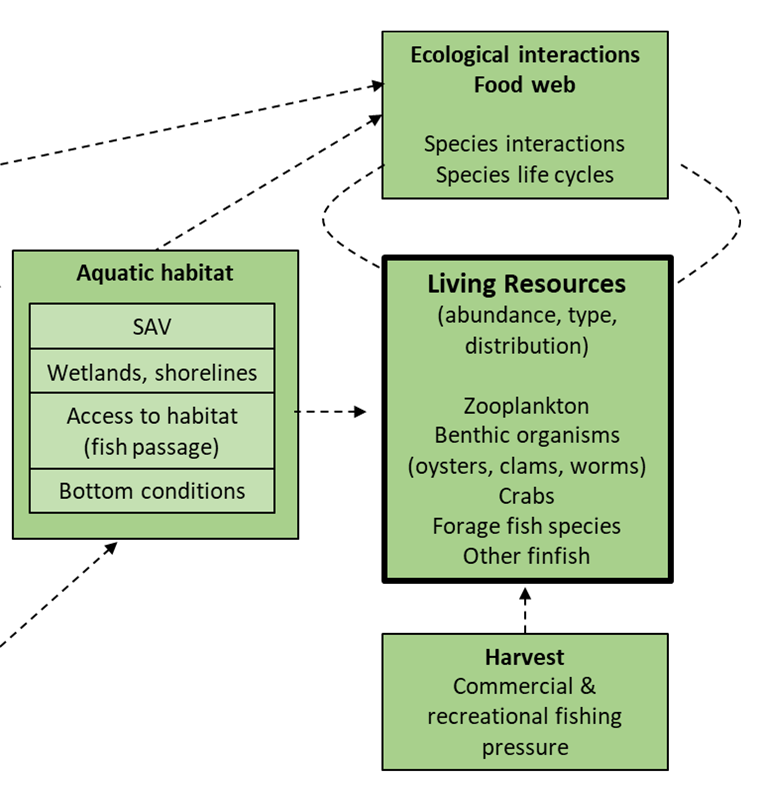 Ecological interactions
Food web
Species interactions
Species life cycles
Aquatic habitat
SAV
Wetlands, shorelines
Access to habitat
(fish passage)
Bottom conditions
Living Resources
(abundance, type,
distribution)
Zooplankton
Benthic organisms
(oysters, clams, worms)
Crabs
Forage fish species
Other finfish
Harvest
Commercial &
recreational fishing
pressure